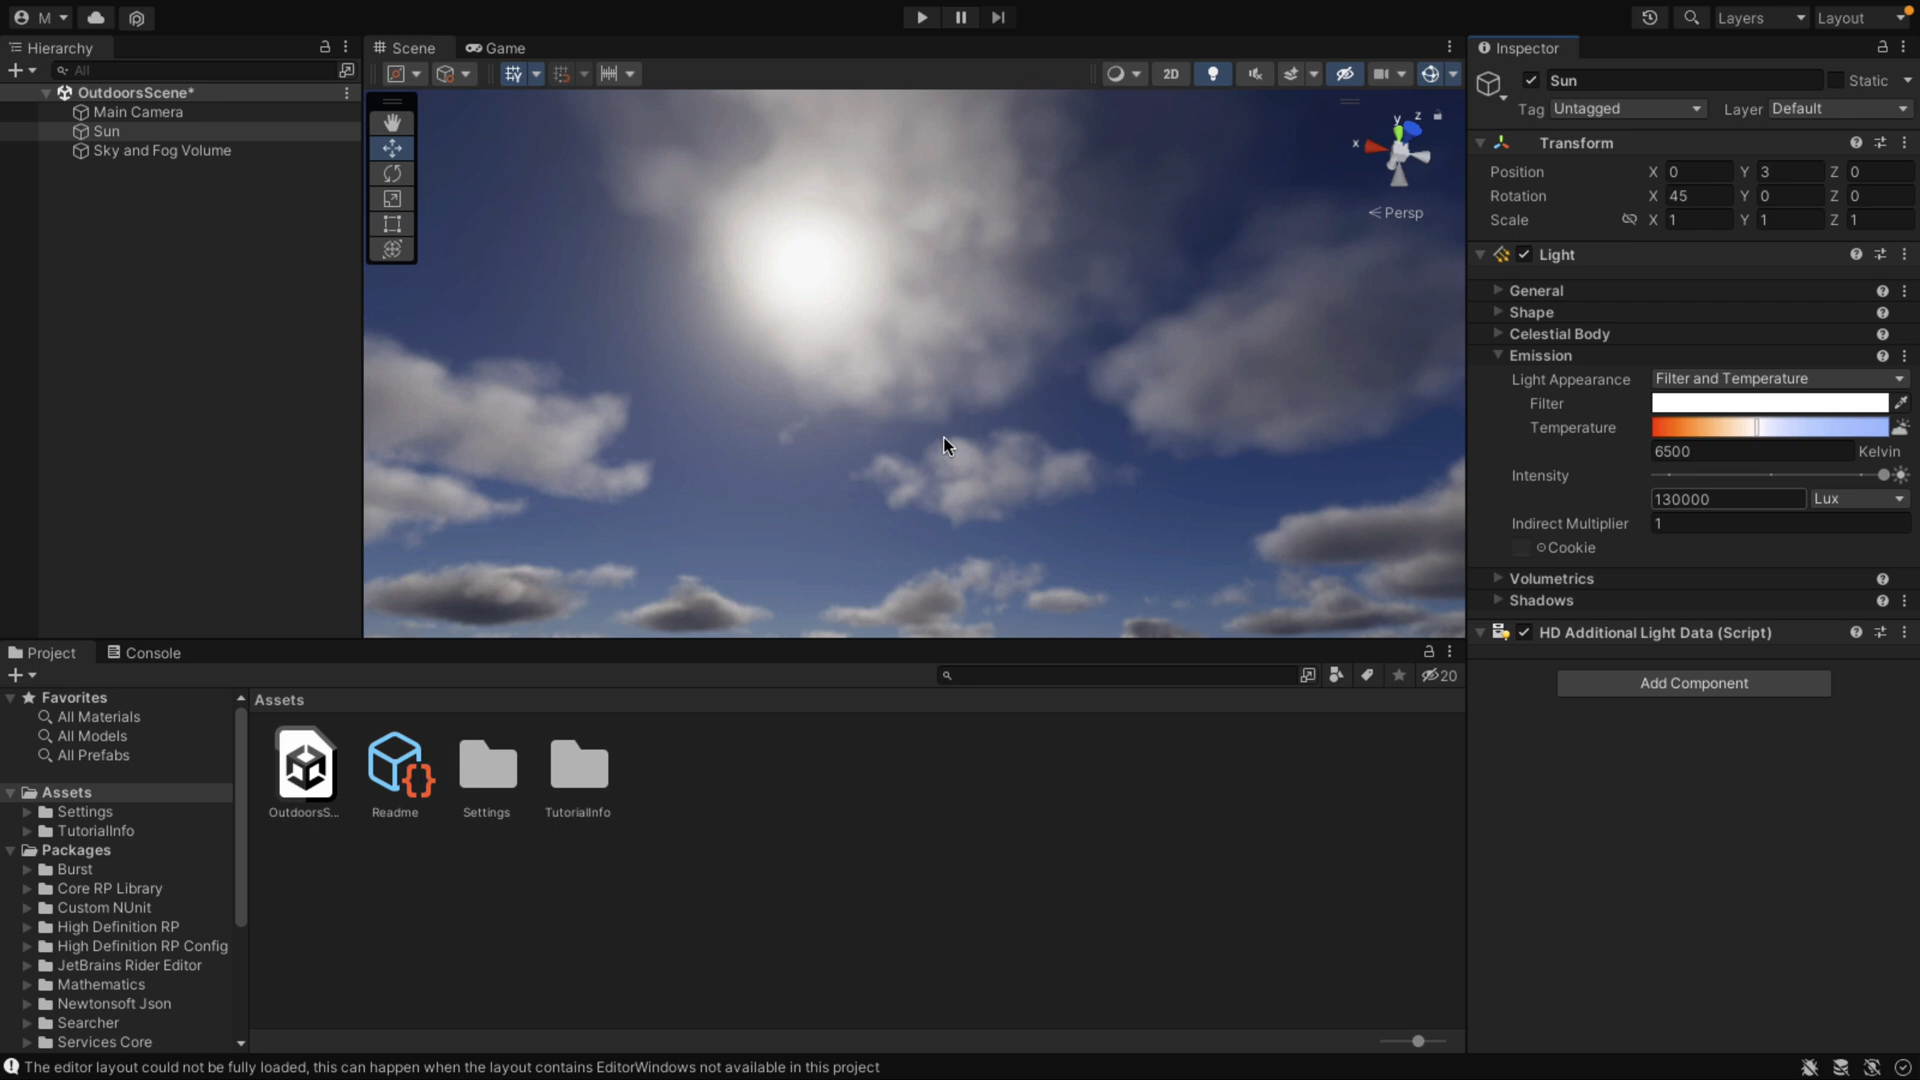 M
Layers
Layout
Hierarchy
All
OutdoorsScene*
Main Camera
Sun
Sky and Fog Volume
Scene
Game
2D
y
z
x
Persp
Inspector
Sun
Static
Tag
Untagged
Layer
Default
Transform
Position
X
0
Y
3
Z
0
Rotation
X
45
Y
0
Z
0
Scale
X
1
Y
1
Z
1
Light
General
Shape
Celestial Body
Emission
Light Appearance
Filter and Temperature
Filter
Temperature
6500
Kelvin
Intensity
130000
Lux
Indirect Multiplier
1
Cookie
Volumetrics
Shadows
HD Additional Light Data (Script)
Add Component
Project
Console
20
Favorites
All Materials
All Models
All Prefabs
Assets
Settings
TutorialInfo
Packages
Burst
Core RP Library
Custom NUnit
High Definition RP
High Definition RP Config
JetBrains Rider Editor
Mathematics
Newtonsoft Json
Searcher
Services Core
Assets
OutdoorsS...
Readme
Settings
TutorialInfo
The editor layout could not be fully loaded, this can happen when the layout contains EditorWindows not available in this project